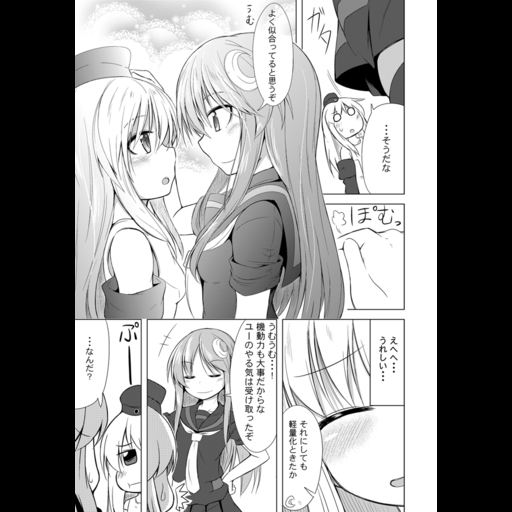 ガタ
・・・そうだな
ぽむっ
よく似合ってると思うぞ
うむ
えへへ・・・
うれしい・・・
それにしても
軽量化ときたか
うむうむ・・・！
機動力も大事だからな
ユーのやる気は受け取ったぞ
ぷーー
・・・なんだ？